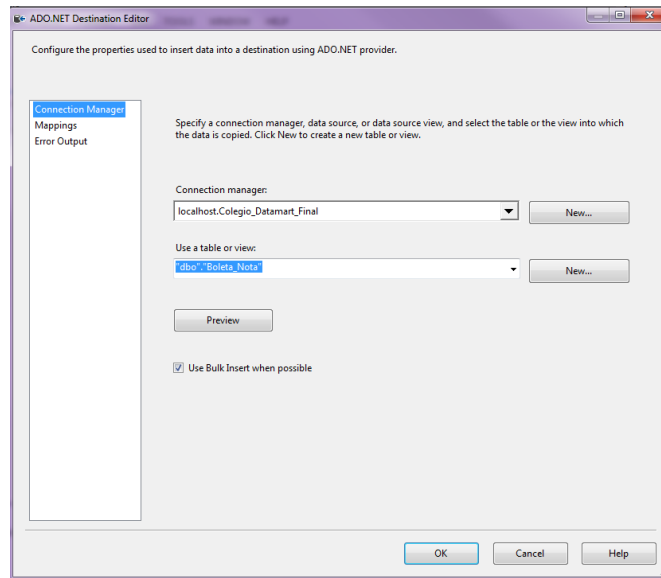 ADO.NET Destination Editor
Configure the properties used to insert data into a destination using ADO.NET provider.
Connection Manager
Mappings
Error Output
Specify a connection manager, data source, or data source view, and select the table or the view into which
the data is copied. Click New to create a new table or view.
Connection manager:
localhost.Colegio_Datamart_Final
New...
Use a table or view:
"dbo"."Boleta_Nota"
New...
Preview
Use Bulk Insert when possible
OK
Cancel
Help